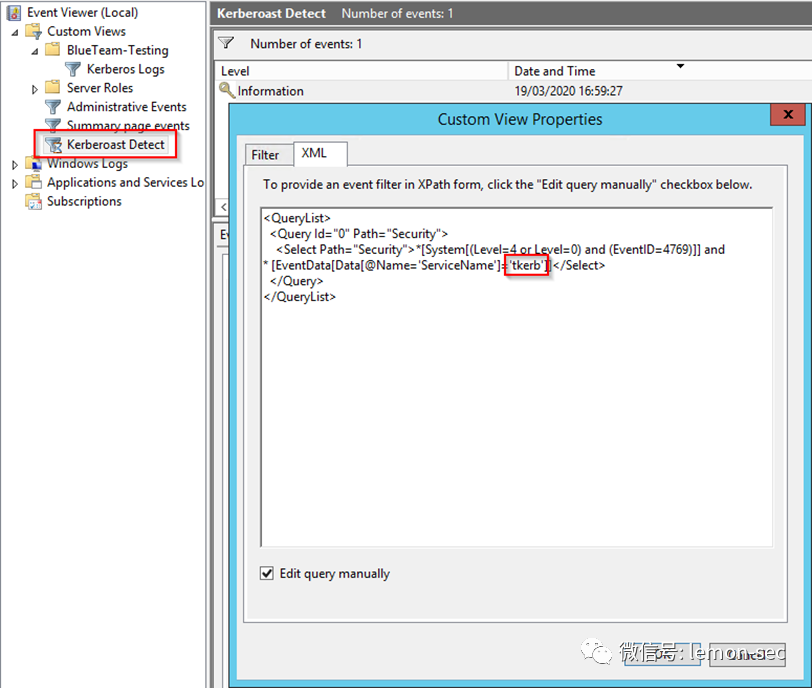 Event Viewer (Local)
Custom Views
BlueTeam-Testing
Kerberos Logs
Server Roles
Administrative Events
Summary page events
Kerberoast Detect
Windows Logs
Applications and Services Lo
Subscriptions
Kerberoast Detect Number of events: 1
Number of events: 1
Level Date and Time
Information 19/03/2020 16:59:27
Custom View Properties
Filter XML
To provide an event filter in XPath form, click the "Edit query manually" checkbox below.
<QueryList>
<Query Id="0" Path="Security">
<Select Path="Security">*[System[(Level=4 or Level=0) and (EventID=4769)]] and
* [EventData[Data[@Name='ServiceName']='tkerb']]</Select>
</Query>
</QueryList>
Edit query manually
微信号: lemon-sec